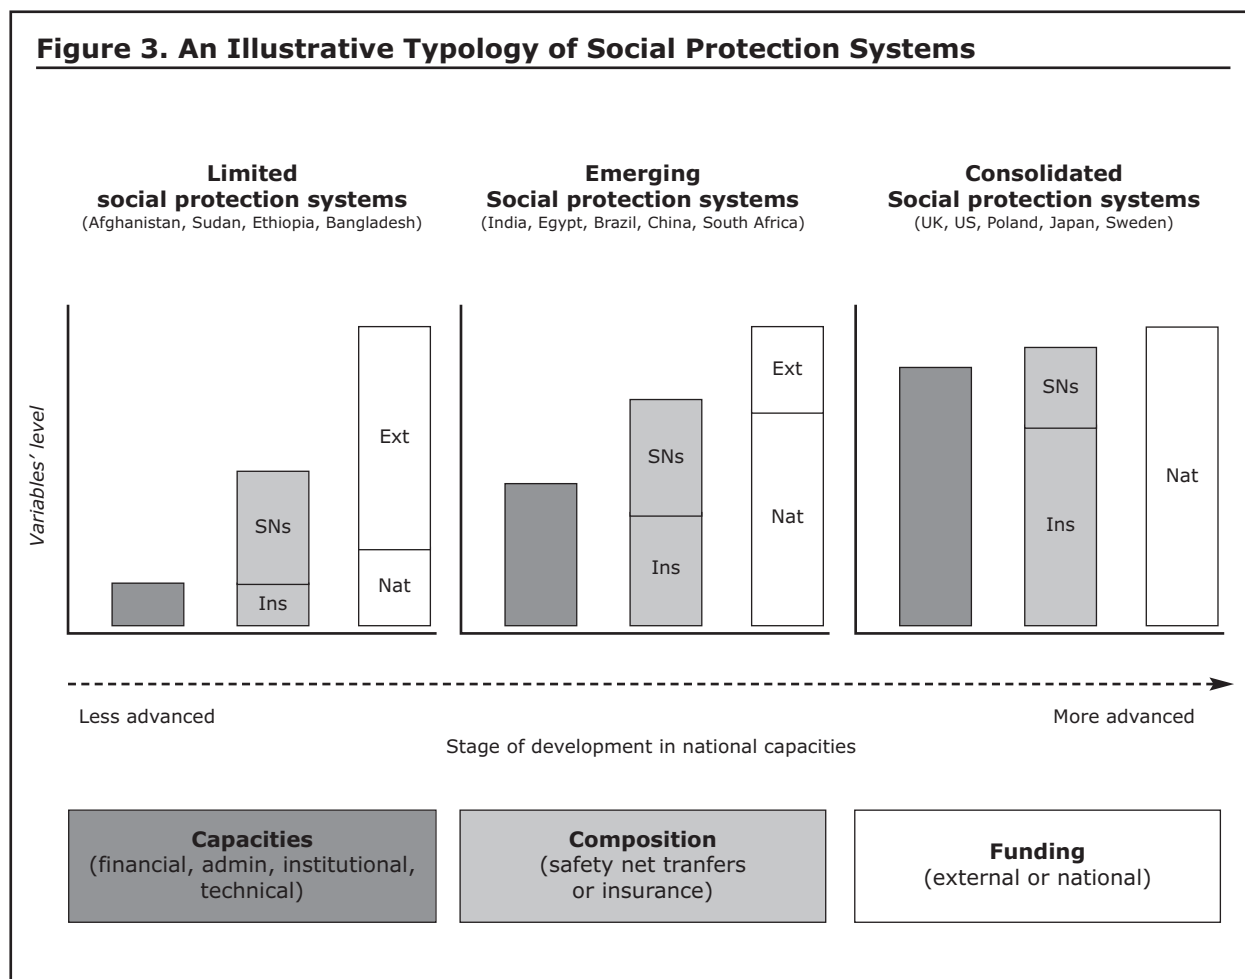 Figure 3. An Illustrative Typology of Social Protection Systems
Limited
social protection systems
(Afghanistan, Sudan, Ethiopia, Bangladesh)
Emerging
Social protection systems
(India, Egypt, Brazil, China, South Africa)
Consolidated
Social protection systems
(UK, US, Poland, Japan, Sweden)
Variables’ level
SNs
Ins
Ext
Nat
SNs
Ins
Ext
Nat
SNs
Ins
Nat
Less advanced
More advanced
Stage of development in national capacities
Capacities
(financial, admin, institutional,
technical)
Composition
(safety net tranfers
or insurance)
Funding
(external or national)